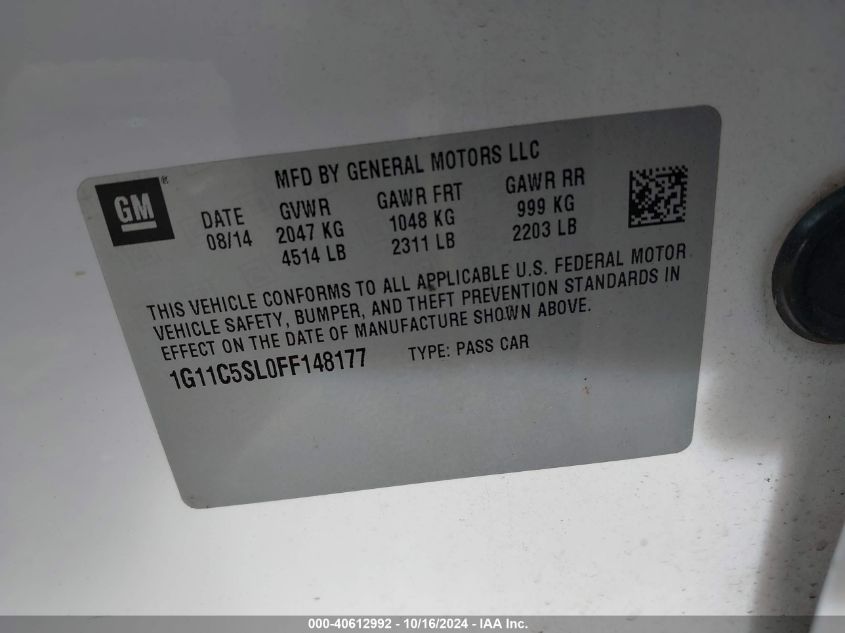 MFD BY GENERAL MOTORS LLC
GM®
DATE GVWR GAWR FRT GAWR RR
08/14 2047 KG 1048 KG 999 KG
4514 LB 2311 LB 2203 LB
THIS VEHICLE CONFORMS TO ALL APPLICABLE U.S. FEDERAL MOTOR
VEHICLE SAFETY, BUMPER, AND THEFT PREVENTION STANDARDS IN
EFFECT ON THE DATE OF MANUFACTURE SHOWN ABOVE.
1G11C5SL0FF148177 TYPE: PASS CAR
000-40612992 - 10/16/2024 - IAA Inc.